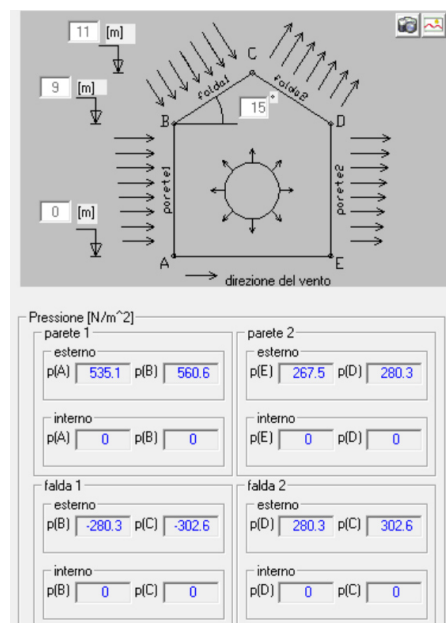 11 [m]
C
9 [m]
falda1
falda2
15 °
B
D
parete1
parete2
0 [m]
A
E
direzione del vento
Pressione [N/m^2]
parete 1
esterno
p(A) 535.1 p(B) 560.6
interno
p(A) 0 p(B) 0
parete 2
esterno
p(E) 267.5 p(D) 280.3
interno
p(E) 0 p(D) 0
falda 1
esterno
p(B) -280.3 p(C) -302.6
interno
p(B) 0 p(C) 0
falda 2
esterno
p(D) 280.3 p(C) 302.6
interno
p(D) 0 p(C) 0